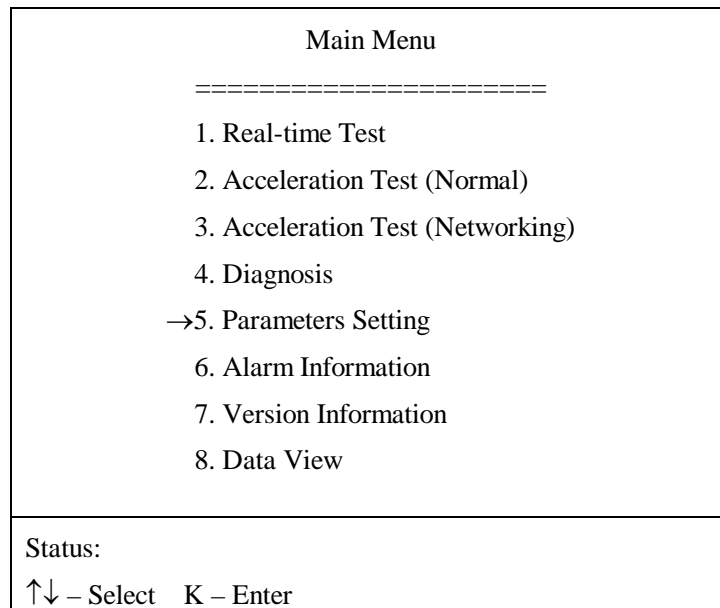 Main Menu
======================
1. Real-time Test
2. Acceleration Test (Normal)
3. Acceleration Test (Networking)
4. Diagnosis
→5. Parameters Setting
6. Alarm Information
7. Version Information
8. Data View
Status:
↑↓ – Select K – Enter